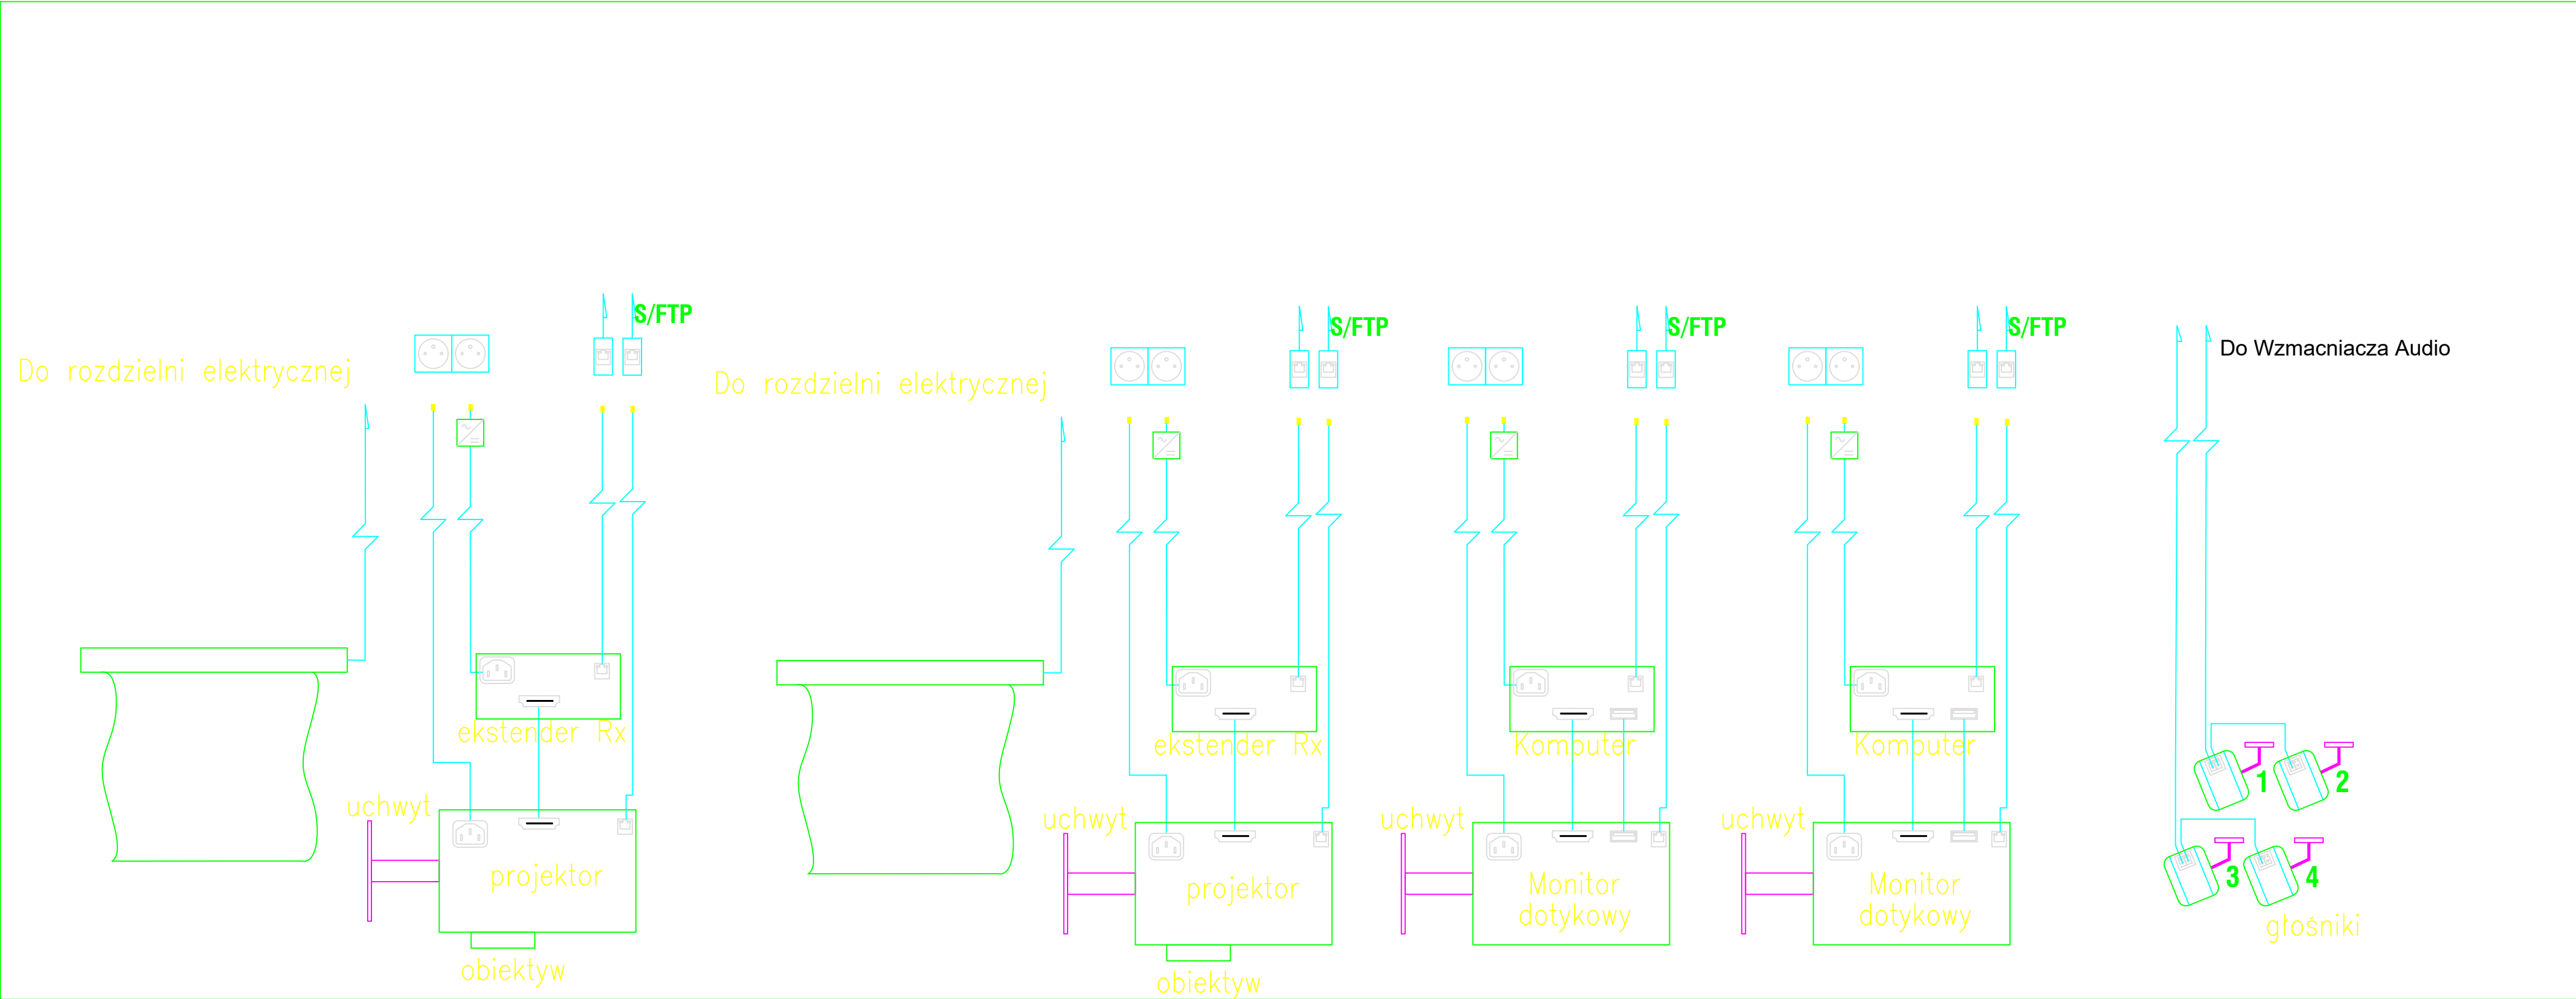 S/FTP
S/FTP
S/FTP
S/FTP
Do Wzmacniacza Audio
Do rozdzielni elektrycznej
Do rozdzielni elektrycznej
ekstender Rx
ekstender Rx
Komputer
Komputer
1
2
uchwyt
uchwyt
uchwyt
uchwyt
projektor
projektor
Monitor
dotykowy
Monitor
dotykowy
3
4
głośniki
obiektyw
obiektyw